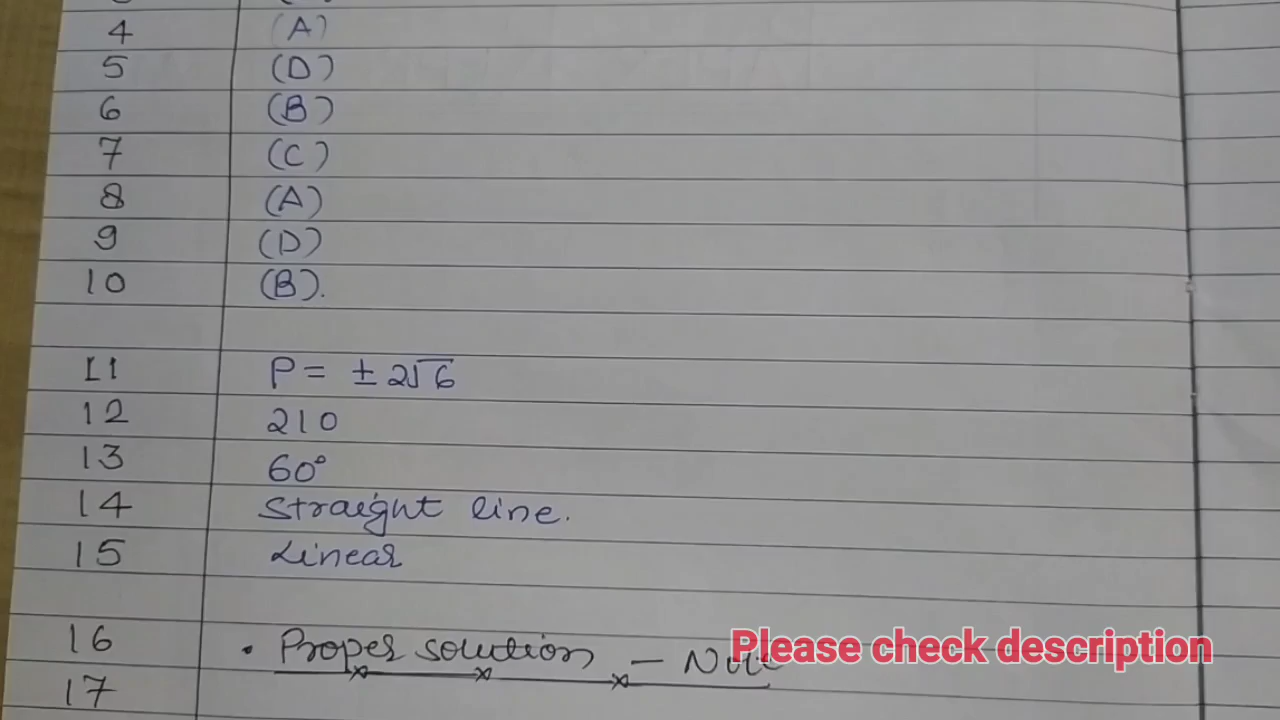 4 (A)
5 (D)
6 (B)
7 (C)
8 (A)
9 (D)
10 (B).
11 P = ± 2√6
12 210
13 60°
14 Straight line.
15 Linear
16 • Proper solution –
Please check description
17